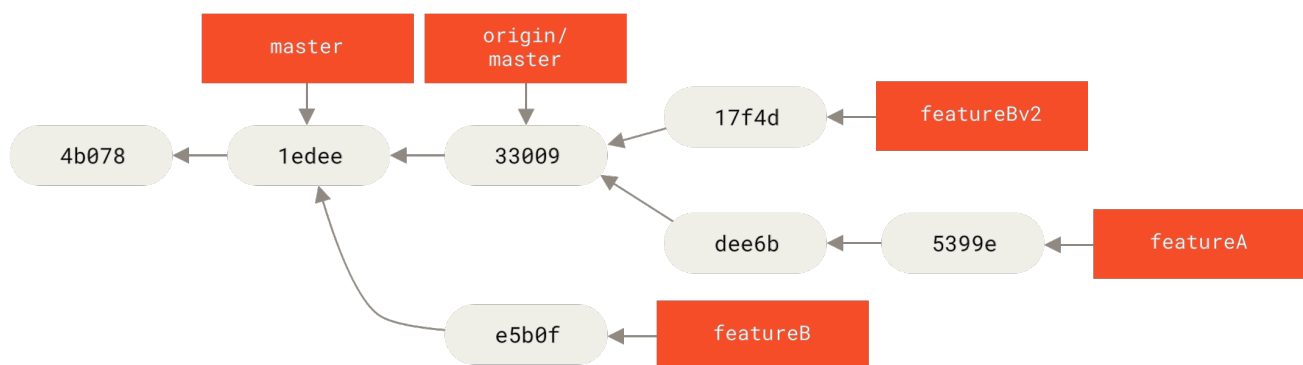 master
origin/
master
17f4d
featureBv2
4b078
1edee
33009
dee6b
5399e
featureA
e5b0f
featureB